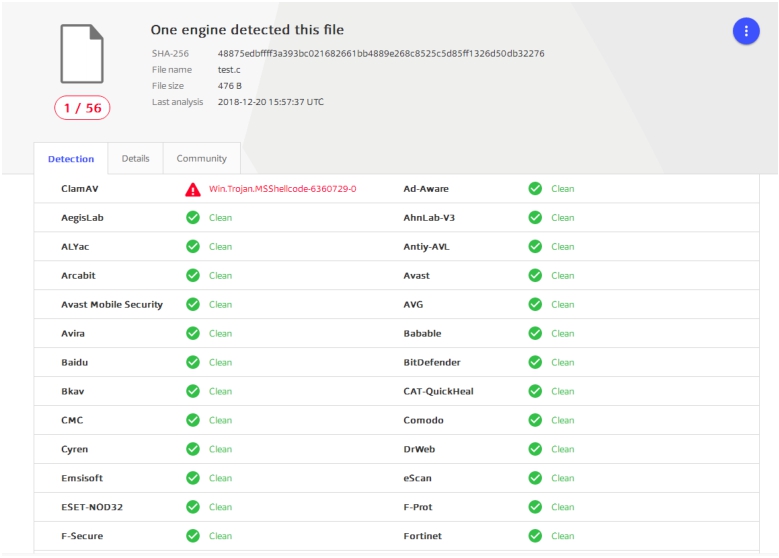 One engine detected this file
SHA-256 48875edbffff3a393bc021682661bb4889e268c8525c5d85ff1326d50db32276
File name test.c
File size 476 B
Last analysis 2018-12-20 15:57:37 UTC
1 / 56
Detection Details Community
ClamAV Win.Trojan.MSShellcode-6360729-0 Ad-Aware Clean
AegisLab Clean AhnLab-V3 Clean
ALYac Clean Antiy-AVL Clean
Arcabit Clean Avast Clean
Avast Mobile Security Clean AVG Clean
Avira Clean Babable Clean
Baidu Clean BitDefender Clean
Bkav Clean CAT-QuickHeal Clean
CMC Clean Comodo Clean
Cyren Clean DrWeb Clean
Emsisoft Clean eScan Clean
ESET-NOD32 Clean F-Prot Clean
F-Secure Clean Fortinet Clean